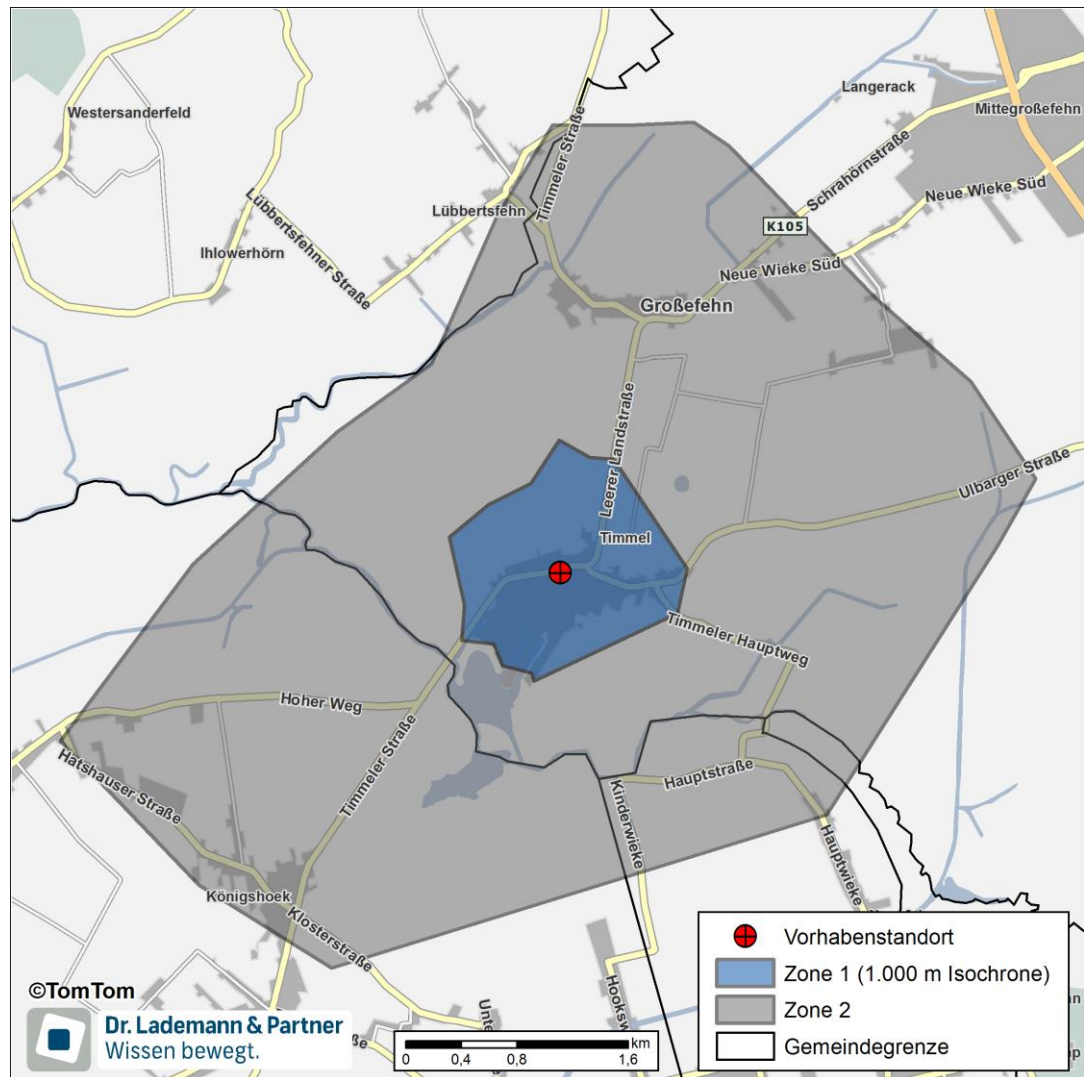 Langerack
Westersanderfeld
Mittegroßefehn
Timmeler Straße
Schrahörnstraße
Neue Wieke Süd
Lübbertsfehn
Lübbertsfehner Straße
K105
Ihlowerhörn
Neue Wieke Süd
Großefehn
Leerer Landstraße
Ulbarger Straße
Timmel
Timmeler Hauptweg
Hoher Weg
Timmeler Straße
Hatshauser Straße
Hauptstraße
Kinderwieke
Hauptwieke
Königshoek
Klosterstraße
©TomTom
Dr. Lademann & Partner
Wissen bewegt.
km
0 0,4 0,8 1,6
Vorhabenstandort
Zone 1 (1.000 m Isochrone)
Zone 2
Gemeindegrenze